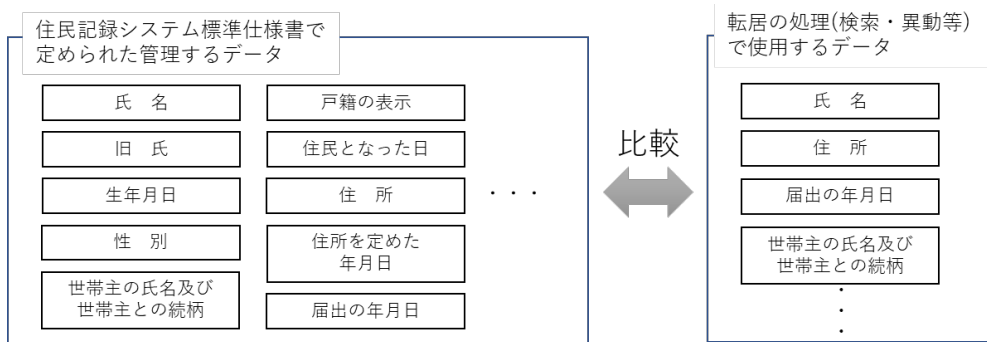 住民記録システム標準仕様書で
定められた管理するデータ
氏　名
旧　氏
生年月日
性　別
世帯主の氏名及び
世帯主との続柄
戸籍の表示
住民となった日
住　所
住所を定めた
年月日
届出の年月日
・・・
比較
転居の処理(検索・異動等)
で使用するデータ
氏　名
住　所
届出の年月日
世帯主の氏名及び
世帯主との続柄
・
・
・